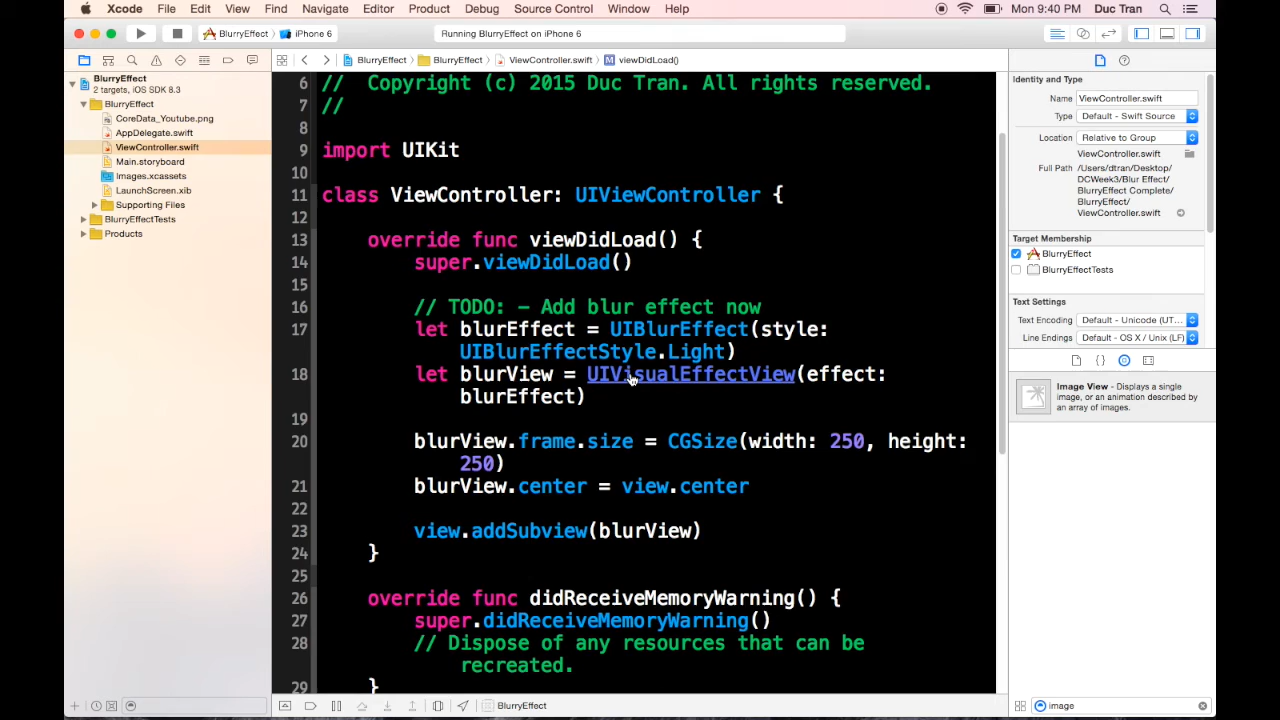 Xcode File Edit View Find Navigate Editor Product Debug Source Control Window Help Mon 9:40 PM Duc Tran
BlurryEffect iPhone 6 Running BlurryEffect on iPhone 6
BlurryEffect BlurryEffect ViewController.swift M viewDidLoad()
BlurryEffect
2 targets, iOS SDK 8.3
BlurryEffect
CoreData_Youtube.png
AppDelegate.swift
ViewController.swift
Main.storyboard
Images.xcassets
LaunchScreen.xib
Supporting Files
BlurryEffectTests
Products
6 // Copyright (c) 2015 Duc Tran. All rights reserved.
7 //
8
9 import UIKit
10
11 class ViewController: UIViewController {
12
13 override func viewDidLoad() {
14 super.viewDidLoad()
15
16 // TODO: - Add blur effect now
17 let blurEffect = UIBlurEffect(style:
UIBlurEffectStyle.Light)
18 let blurView = UIVisualEffectView(effect:
blurEffect)
19
20 blurView.frame.size = CGSize(width: 250, height:
250)
21 blurView.center = view.center
22
23 view.addSubview(blurView)
24 }
25
26 override func didReceiveMemoryWarning() {
27 super.didReceiveMemoryWarning()
28 // Dispose of any resources that can be
recreated.
29 }
BlurryEffect
Identity and Type
Name ViewController.swift
Type Default - Swift Source
Location Relative to Group
ViewController.swift
Full Path /Users/dtran/Desktop/
DCWeek3/Blur Effect/
BlurryEffect Complete/
BlurryEffect/
ViewController.swift
Target Membership
BlurryEffect
BlurryEffectTests
Text Settings
Text Encoding Default - Unicode (UT...
Line Endings Default - OS X / Unix (LF)
{ }
Image View - Displays a single
image, or an animation described by
an array of images.
image